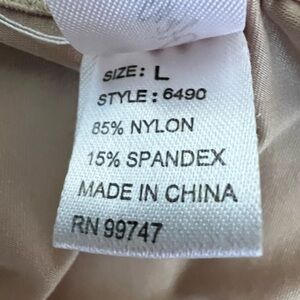 SIZE: L
STYLE: 6490
85% NYLON
15% SPANDEX
MADE IN CHINA
RN 99747